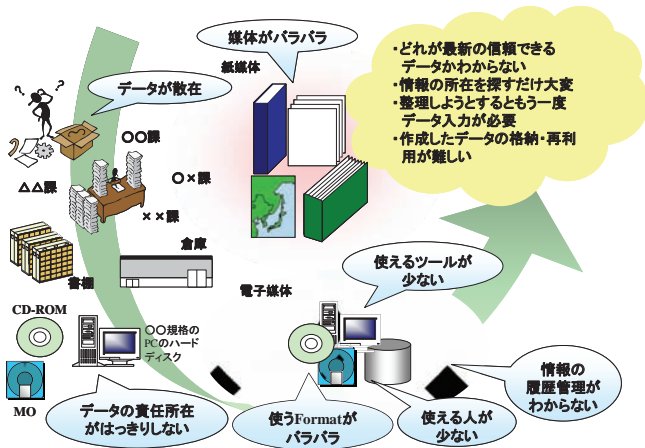 媒体がバラバラ
紙媒体
・どれが最新の信頼できる
データかわからない
・情報の所在を探すだけ大変
・整理しようとするともう一度
データ入力が必要
・作成したデータの格納・再利
用が難しい
データが散在
? ?
〇〇課
△△課
〇×課
××課
書棚
倉庫
電子媒体
使えるツールが
少ない
CD-ROM
〇〇規格の
PCのハード
ディスク
MO
データの責任所在
がはっきりしない
使うFormatが
バラバラ
使える人が
少ない
情報の
履歴管理が
わからない